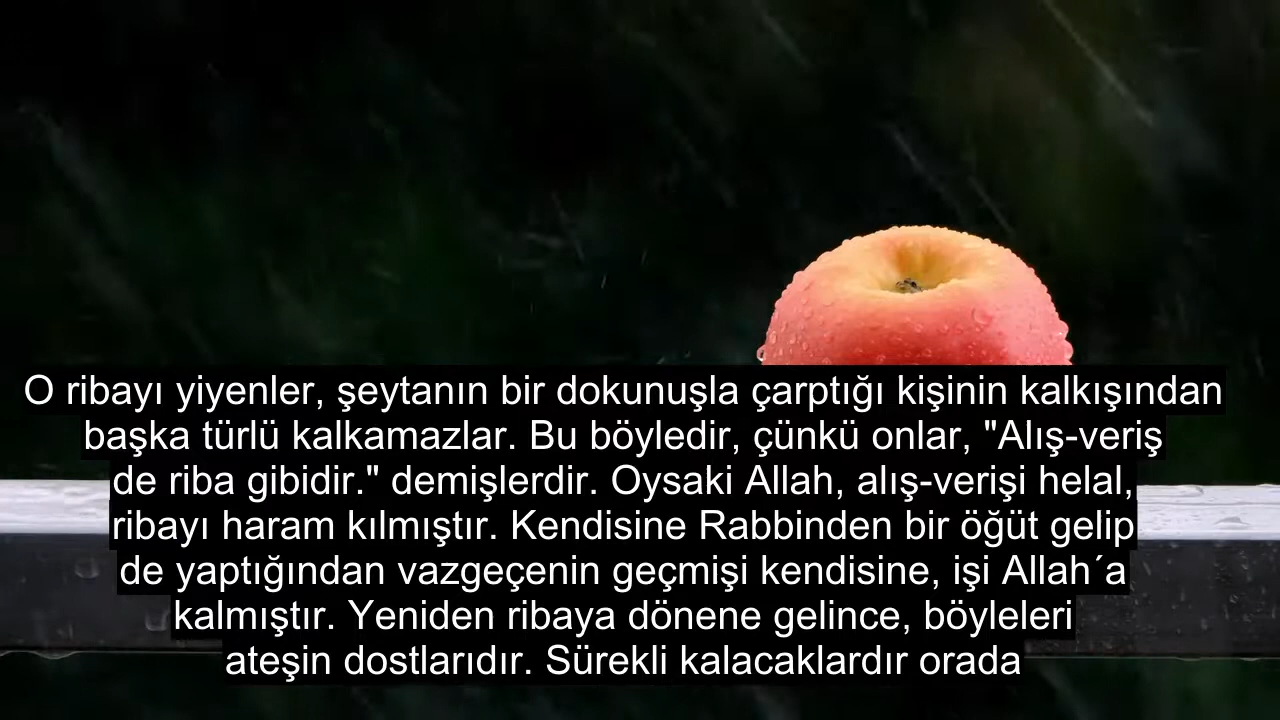 O ribayı yiyenler, şeytanın bir dokunuşla çarptığı kişinin kalkışından
başka türlü kalkamazlar. Bu böyledir, çünkü onlar, "Alış-veriş
de riba gibidir." demişlerdir. Oysaki Allah, alış-verişi helal,
ribayı haram kılmıştır. Kendisine Rabbinden bir öğüt gelip
de yaptığından vazgeçenin geçmişi kendisine, işi Allah´a
kalmıştır. Yeniden ribaya dönene gelince, böyleleri
ateşin dostlarıdır. Sürekli kalacaklardır orada